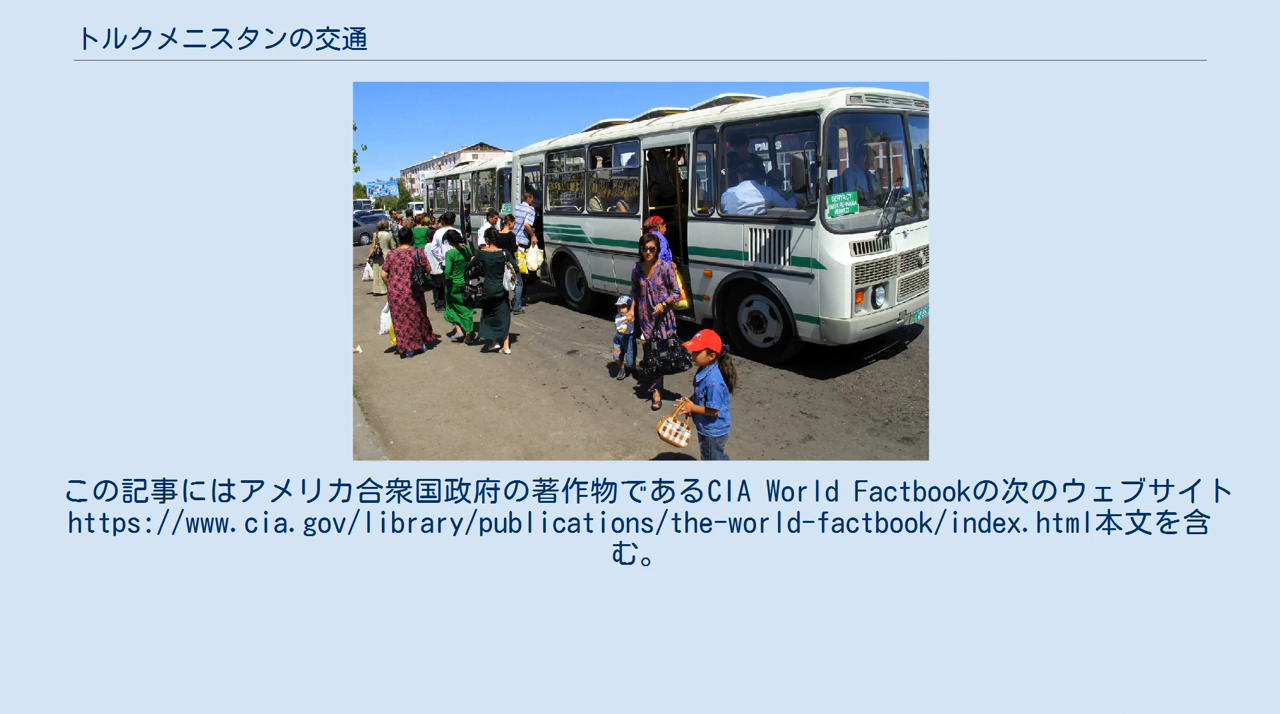 トルクメニスタンの交通
この記事にはアメリカ合衆国政府の著作物であるCIA World Factbookの次のウェブサイト
https://www.cia.gov/library/publications/the-world-factbook/index.html本文を含
む。